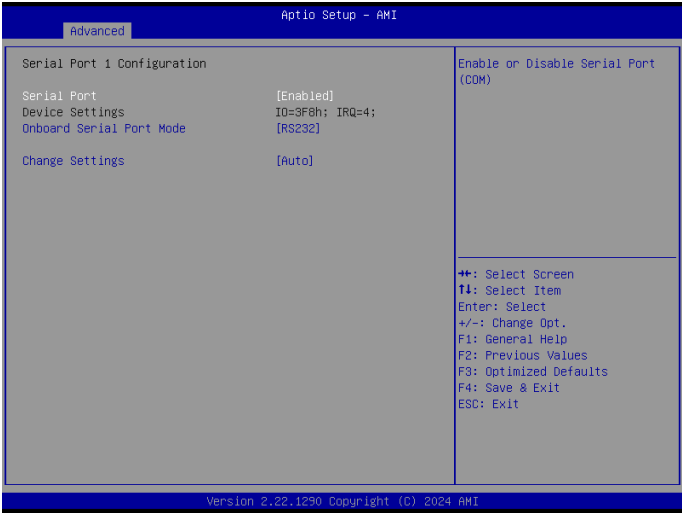 Aptio Setup – AMI
Advanced
Serial Port 1 Configuration
Enable or Disable Serial Port
(COM)
Serial Port [Enabled]
Device Settings IO=3F8h; IRQ=4;
Onboard Serial Port Mode [RS232]
Change Settings [Auto]
→←: Select Screen
↑↓: Select Item
Enter: Select
+/-: Change Opt.
F1: General Help
F2: Previous Values
F3: Optimized Defaults
F4: Save & Exit
ESC: Exit
Version 2.22.1290 Copyright (C) 2024 AMI